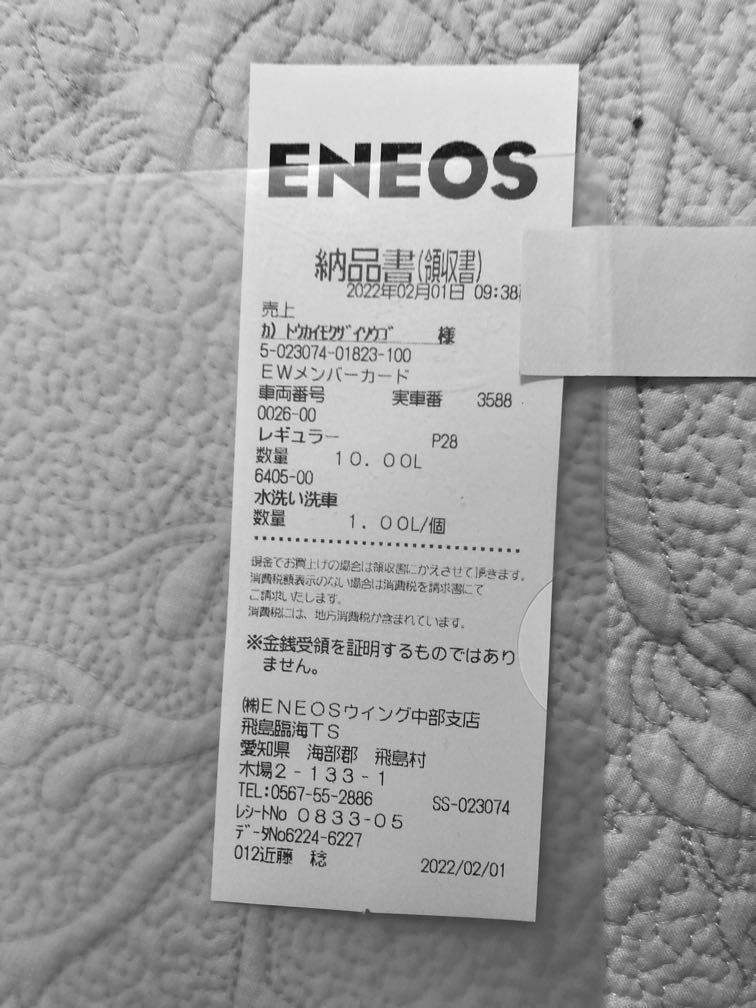 ENEOS
納品書(領収書)
2022年02月01日 09:38
売上
カ) トウカイモクザイソウゴ 様
5-023074-01823-100
EWメンバーカード
車両番号 実車番 3588
0026-00
レギュラー P28
数量 10.00L
6405-00
水洗い洗車
数量 1.00L/個
現金でお買上げの場合は領収書にかえさせて頂きます。
消費税額表示のない場合は消費税を請求書にて
ご請求いたします。
消費税には、地方消費税が含まれています。
※金銭受領を証明するものではあり
ません。
㈱ENEOSウイング中部支店
飛島臨海TS
愛知県 海部郡 飛島村
木場2-133-1
TEL:0567-55-2886 SS-023074
レシートNo 0833-05
データNo6224-6227
012近藤 稔 2022/02/01